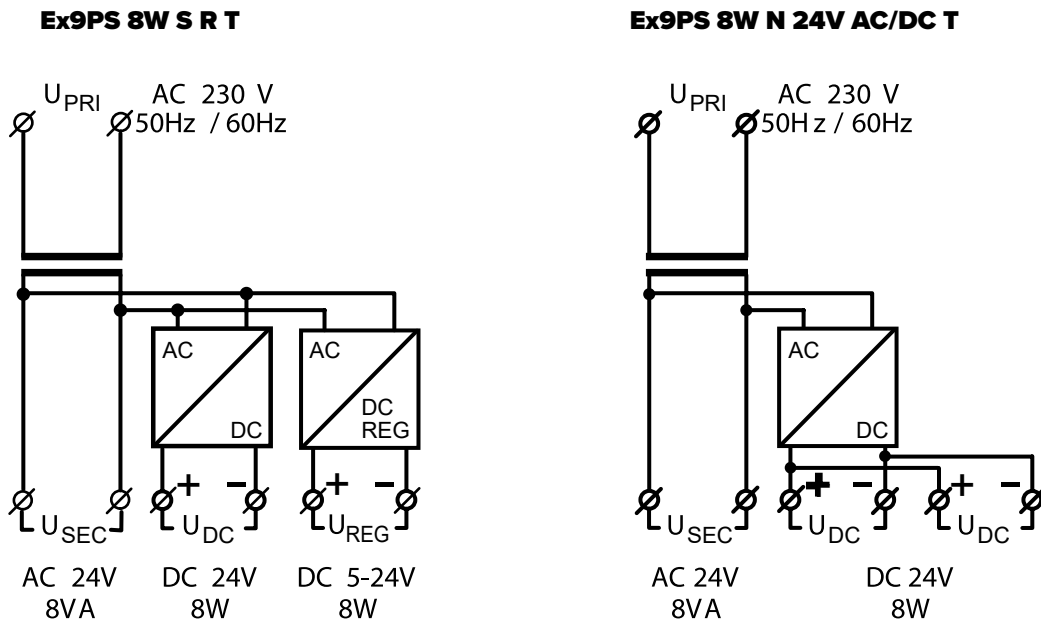 Ex9PS 8W S R T
U PRI
AC 230 V
50Hz / 60Hz
AC
DC
AC
DC
REG
+ − + −
U SEC U DC U REG
AC 24V DC 24V DC 5-24V
8VA 8W 8W
Ex9PS 8W N 24V AC/DC T
U PRI
AC 230 V
50Hz / 60Hz
AC
DC
+ − + −
U SEC U DC U DC
AC 24V DC 24V
8VA 8W